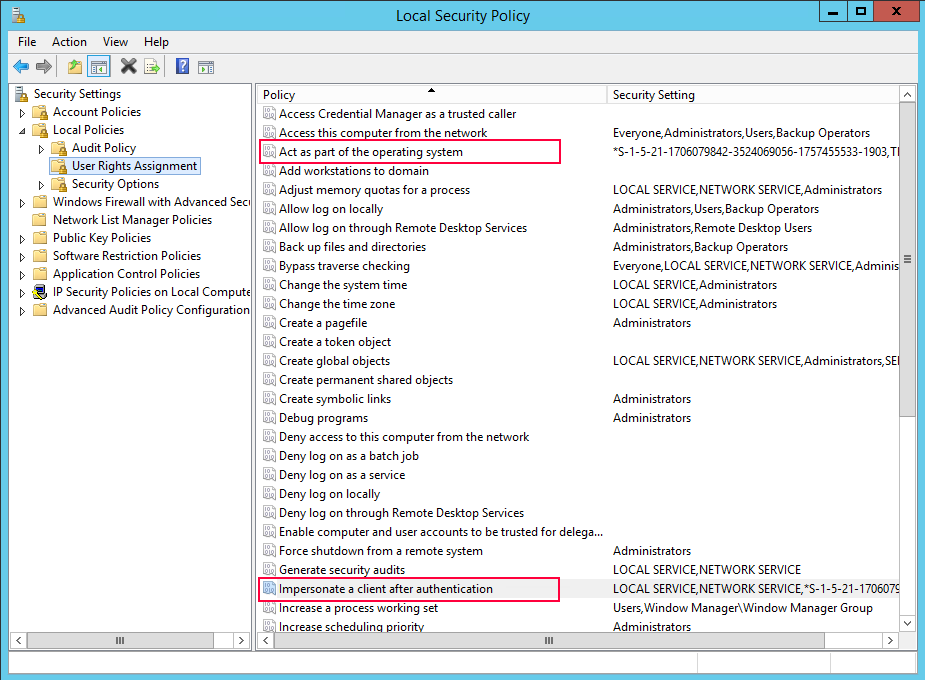 Local Security Policy
File Action View Help
Security Settings
Account Policies
Local Policies
Audit Policy
User Rights Assignment
Security Options
Windows Firewall with Advanced Secu
Network List Manager Policies
Public Key Policies
Software Restriction Policies
Application Control Policies
IP Security Policies on Local Compute
Advanced Audit Policy Configuration
Policy Security Setting
Access Credential Manager as a trusted caller
Access this computer from the network Everyone,Administrators,Users,Backup Operators
Act as part of the operating system *S-1-5-21-1706079842-3524069056-1757455533-1903,TI
Add workstations to domain
Adjust memory quotas for a process LOCAL SERVICE,NETWORK SERVICE,Administrators
Allow log on locally Administrators,Users,Backup Operators
Allow log on through Remote Desktop Services Administrators,Remote Desktop Users
Back up files and directories Administrators,Backup Operators
Bypass traverse checking Everyone,LOCAL SERVICE,NETWORK SERVICE,Adminis
Change the system time LOCAL SERVICE,Administrators
Change the time zone LOCAL SERVICE,Administrators
Create a pagefile Administrators
Create a token object
Create global objects LOCAL SERVICE,NETWORK SERVICE,Administrators,SE
Create permanent shared objects
Create symbolic links Administrators
Debug programs Administrators
Deny access to this computer from the network
Deny log on as a batch job
Deny log on as a service
Deny log on locally
Deny log on through Remote Desktop Services
Enable computer and user accounts to be trusted for delega...
Force shutdown from a remote system Administrators
Generate security audits LOCAL SERVICE,NETWORK SERVICE
Impersonate a client after authentication LOCAL SERVICE,NETWORK SERVICE,*S-1-5-21-1706079
Increase a process working set Users,Window Manager\Window Manager Group
Increase scheduling priority Administrators